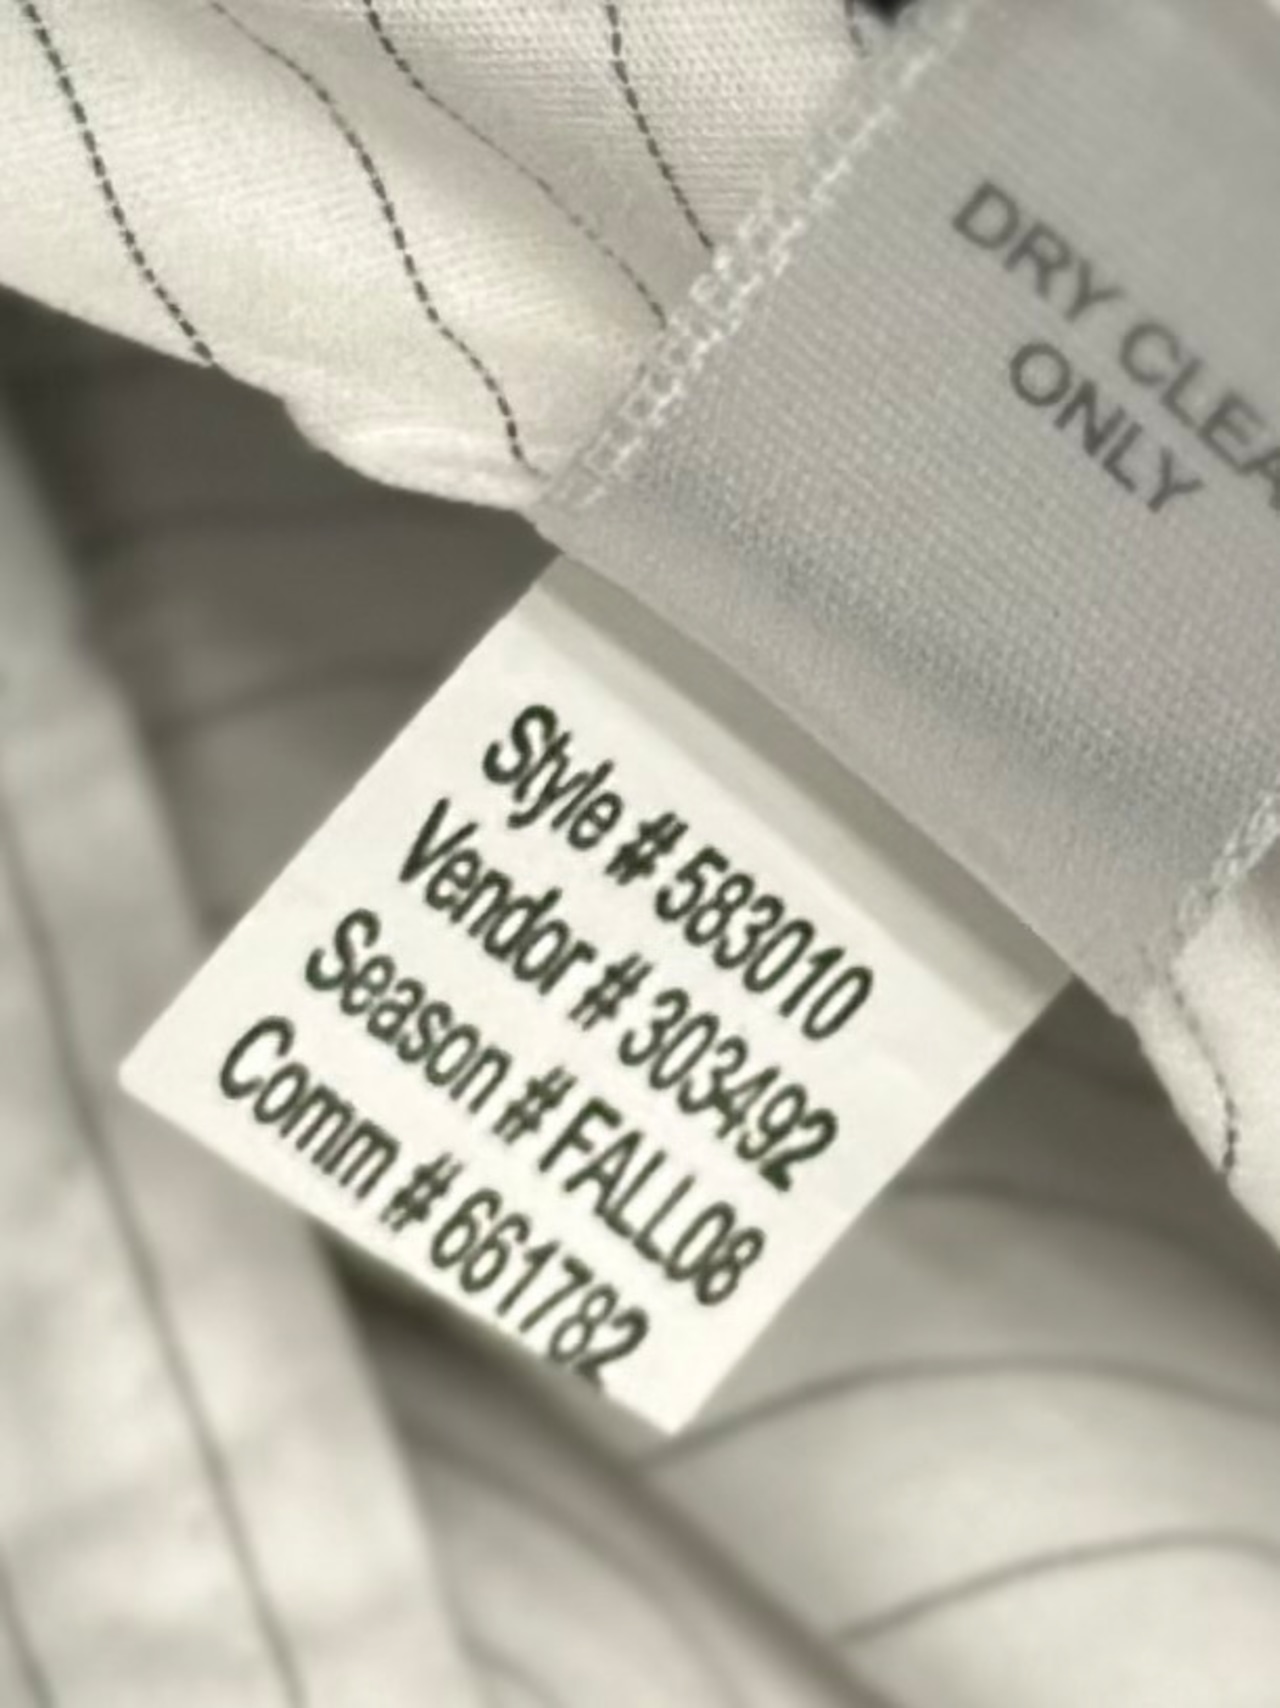 DRY CLEA
ONLY
Style # 583010
Vendor # 303492
Season # FALL08
Comm # 661782